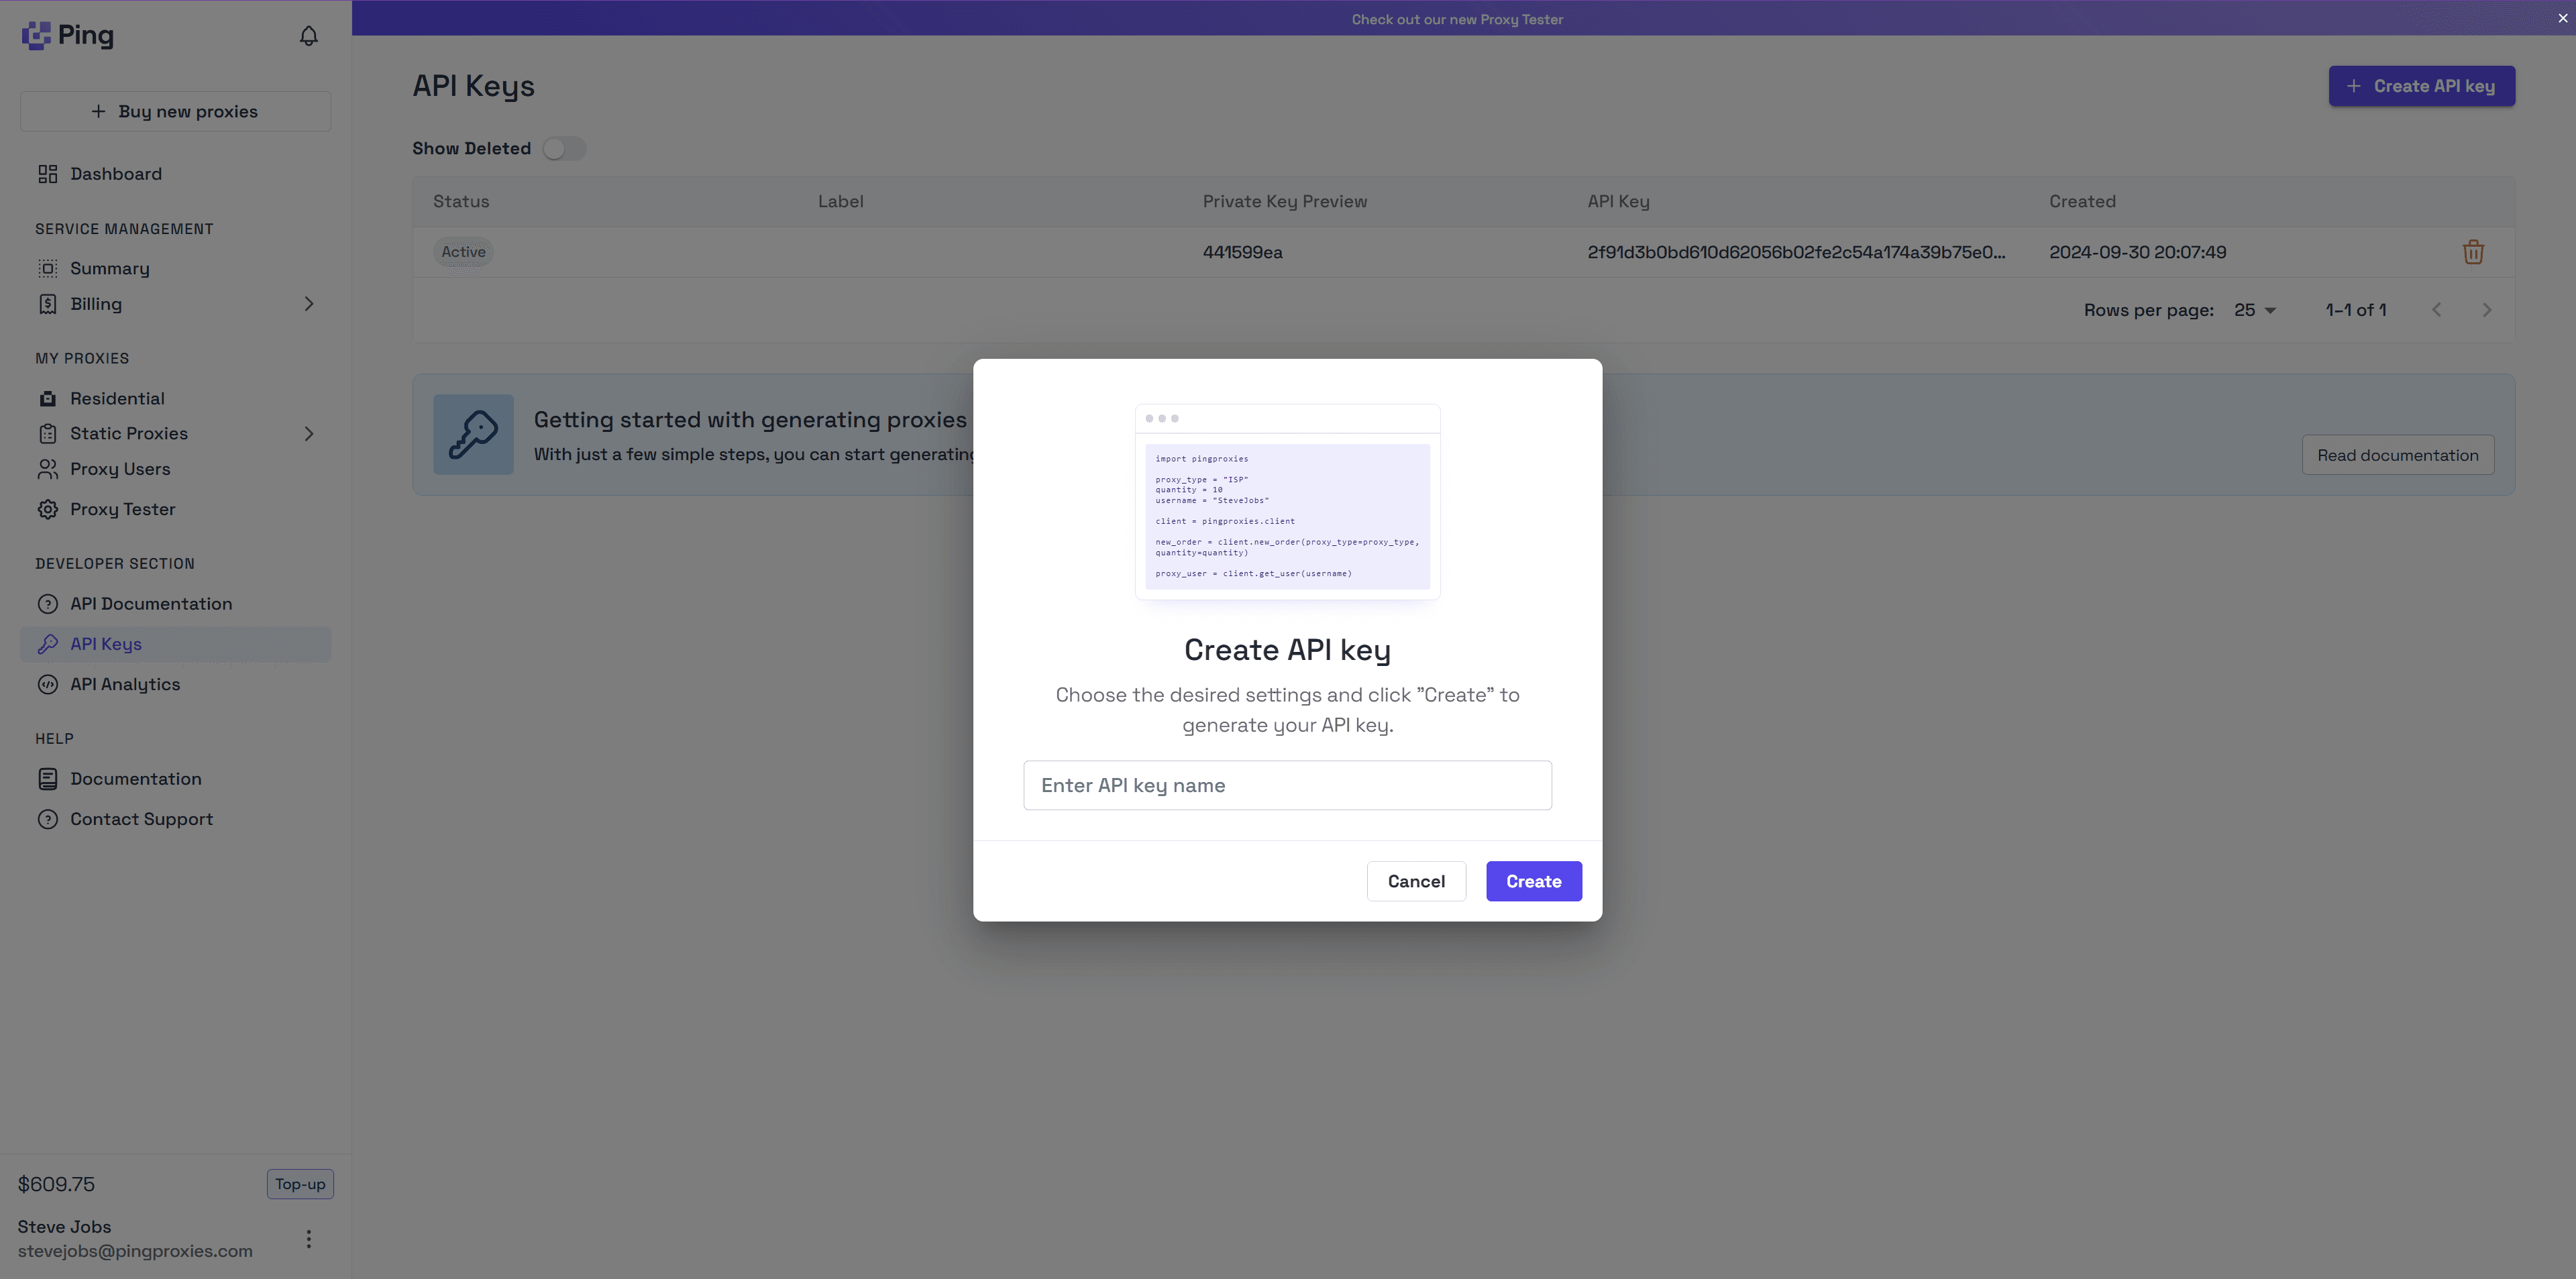 Check out our new Proxy Tester
Ping
Buy new proxies
Dashboard
SERVICE MANAGEMENT
Summary
Billing
MY PROXIES
Residential
Static Proxies
Proxy Users
Proxy Tester
DEVELOPER SECTION
API Documentation
API Keys
API Analytics
HELP
Documentation
Contact Support
$609.75
Top-up
Steve Jobs
stevejobs@pingproxies.com
API Keys
Create API key
Show Deleted
Status Label Private Key Preview API Key Created
Active 441599ea 2f91d3b0bd610d62056b02fe2c54a174a39b75e0... 2024-09-30 20:07:49
Rows per page: 25 1-1 of 1
Getting started with generating proxies
With just a few simple steps, you can start generating
Read documentation
import pingproxies
proxy_type = "ISP"
quantity = 10
username = "SteveJobs"
client = pingproxies.client
new_order = client.new_order(proxy_type=proxy_type,
quantity=quantity)
proxy_user = client.get_user(username)
Create API key
Choose the desired settings and click "Create" to
generate your API key.
Enter API key name
Cancel
Create